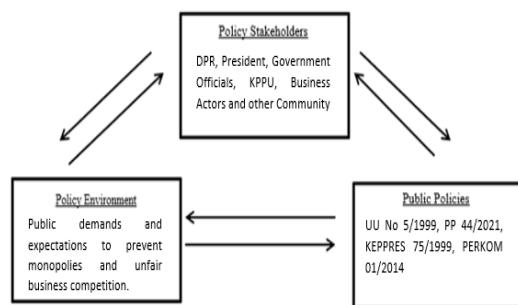 Policy Stakeholders
DPR, President, Government
Officials, KPPU, Business
Actors and other Community
Policy Environment
Public demands and
expectations to prevent
monopolies and unfair
business competition.
Public Policies
UU No 5/1999, PP 44/2021,
KEPPRES 75/1999, PERKOM
01/2014